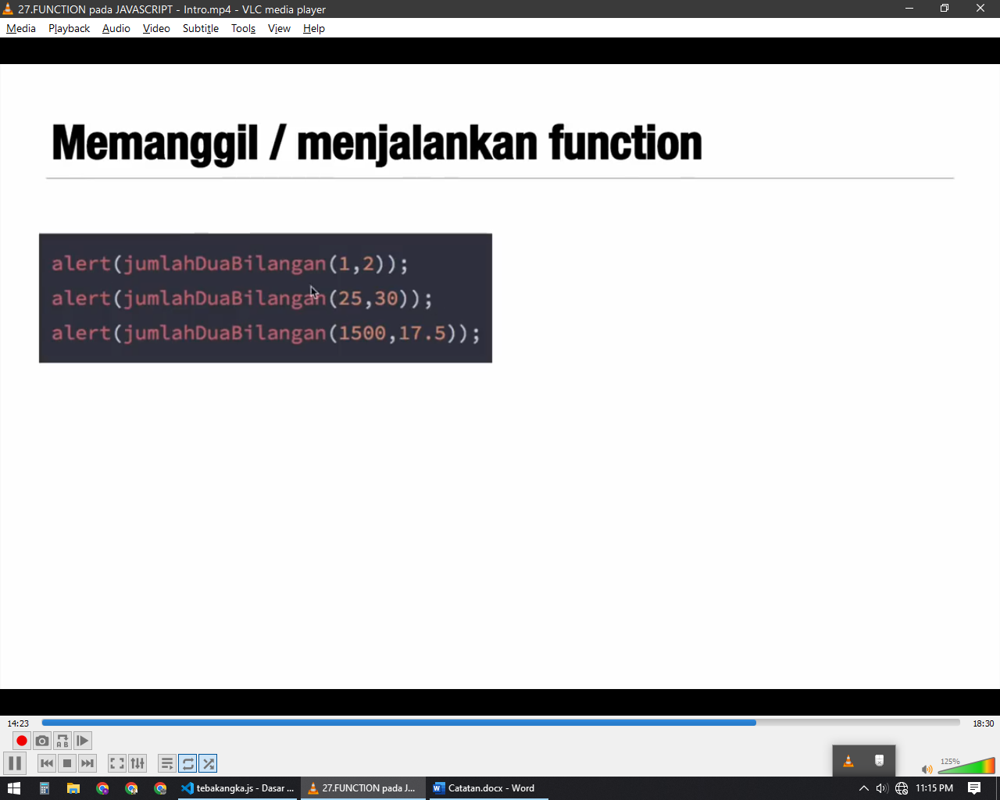 27.FUNCTION pada JAVASCRIPT - Intro.mp4 - VLC media player
Media Playback Audio Video Subtitle Tools View Help
Memanggil / menjalankan function
alert(jumlahDuaBilangan(1,2));
alert(jumlahDuaBilangan(25,30));
alert(jumlahDuaBilangan(1500,17.5));
14:23 18:30
A B
125%
tebakangka.js - Dasar ... 27.FUNCTION pada J... Catatan.docx - Word 11:15 PM